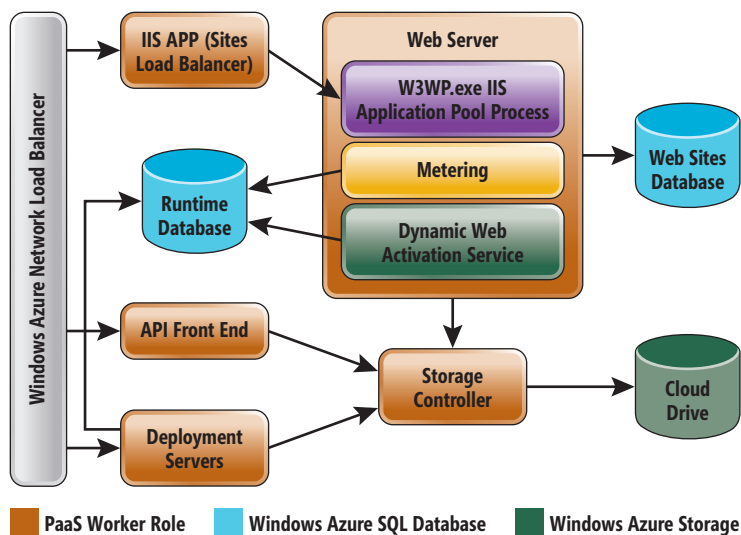 Windows Azure Network Load Balancer
IIS APP (Sites
Load Balancer)
Web Server
W3WP.exe IIS
Application Pool Process
Metering
Dynamic Web
Activation Service
Web Sites
Database
Runtime
Database
API Front End
Storage
Controller
Cloud
Drive
Deployment
Servers
PaaS Worker Role
Windows Azure SQL Database
Windows Azure Storage